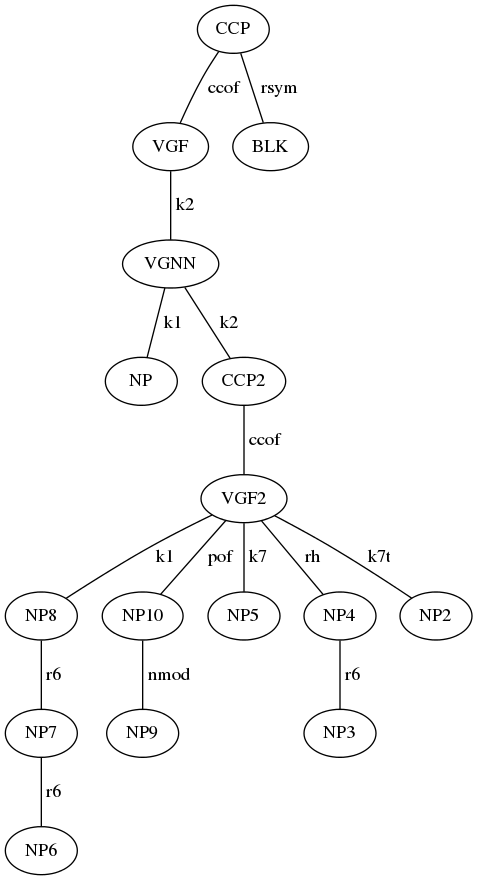 CCP
ccof rsym
VGF BLK
k2
VGNN
k1 k2
NP CCP2
ccof
VGF2
k1 pof k7 rh k7t
NP8 NP10 NP5 NP4 NP2
r6 nmod r6
NP7 NP9 NP3
r6
NP6